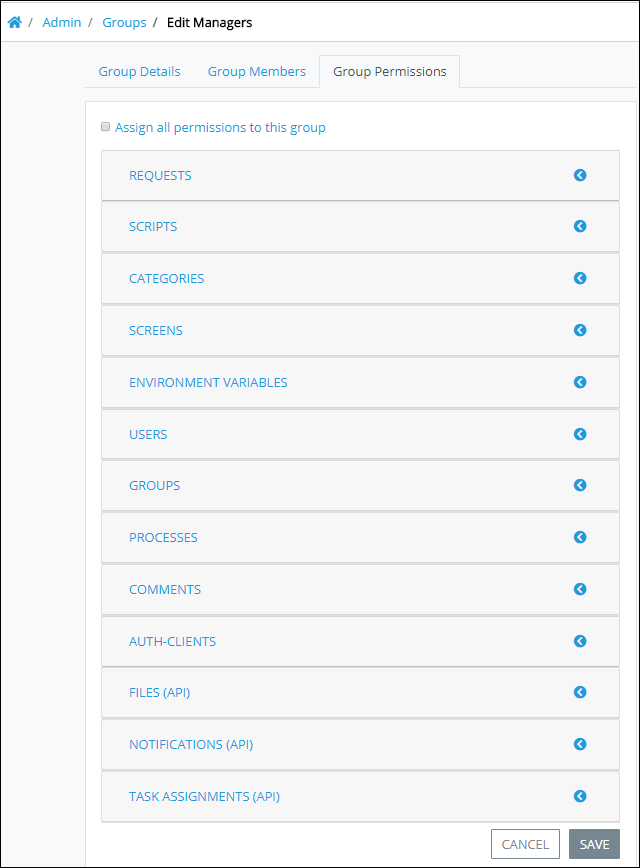 / Admin / Groups / Edit Managers
Group Details Group Members Group Permissions
Assign all permissions to this group
REQUESTS
SCRIPTS
CATEGORIES
SCREENS
ENVIRONMENT VARIABLES
USERS
GROUPS
PROCESSES
COMMENTS
AUTH-CLIENTS
FILES (API)
NOTIFICATIONS (API)
TASK ASSIGNMENTS (API)
CANCEL SAVE